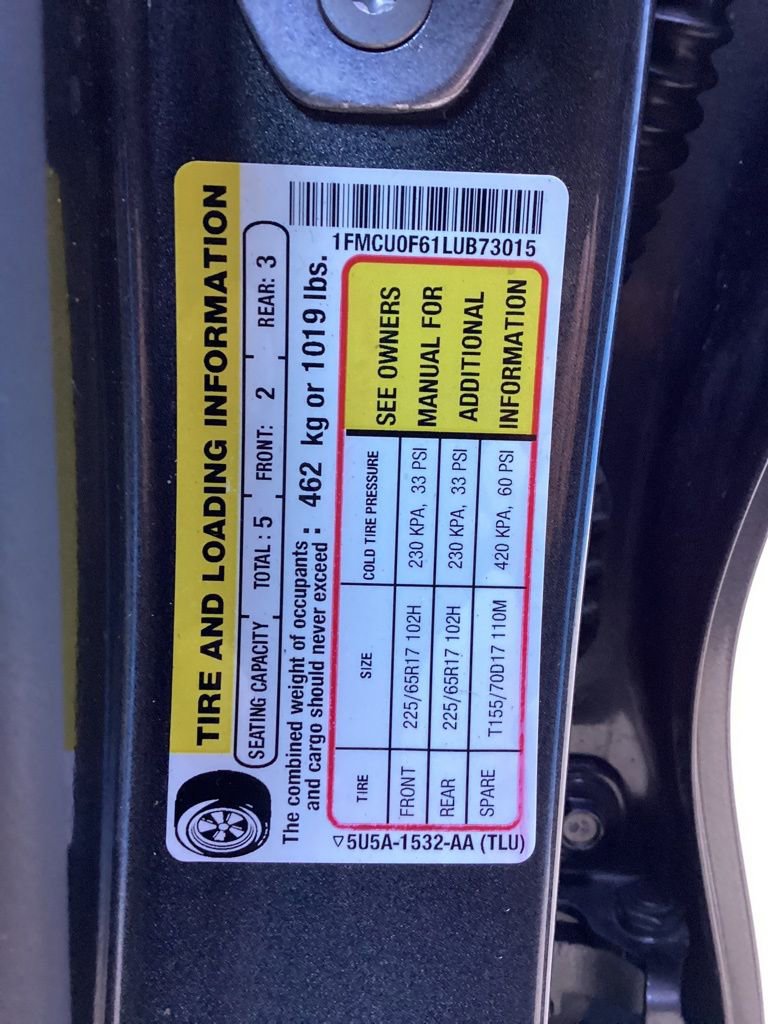 TIRE AND LOADING INFORMATION
SEATING CAPACITY TOTAL: 5 FRONT: 2 REAR: 3
The combined weight of occupants
and cargo should never exceed : 462 kg or 1019 lbs.
TIRE SIZE COLD TIRE PRESSURE
FRONT 225/65R17 102H 230 KPA, 33 PSI
REAR 225/65R17 102H 230 KPA, 33 PSI
SPARE T155/70D17 110M 420 KPA, 60 PSI
SEE OWNERS
MANUAL FOR
ADDITIONAL
INFORMATION
▽5U5A-1532-AA (TLU)
1FMCU0F61LUB73015